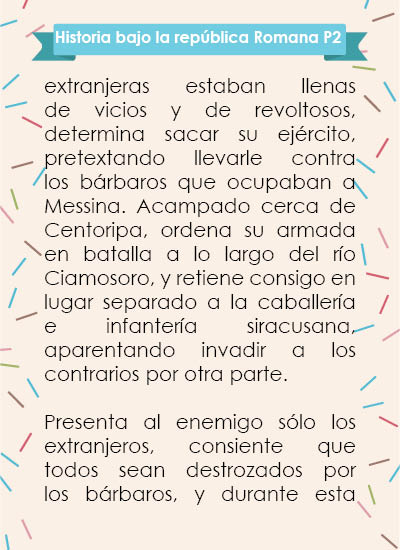 Historia bajo la república Romana P2
extranjeras estaban llenas
de vicios y de revoltosos,
determina sacar su ejército,
pretextando llevarle contra
los bárbaros que ocupaban a
Messina. Acampado cerca de
Centoripa, ordena su armada
en batalla a lo largo del río
Ciamosoro, y retiene consigo en
lugar separado a la caballería
e infantería siracusana,
aparentando invadir a los
contrarios por otra parte.
Presenta al enemigo sólo los
extranjeros, consiente que
todos sean destrozados por
los bárbaros, y durante esta